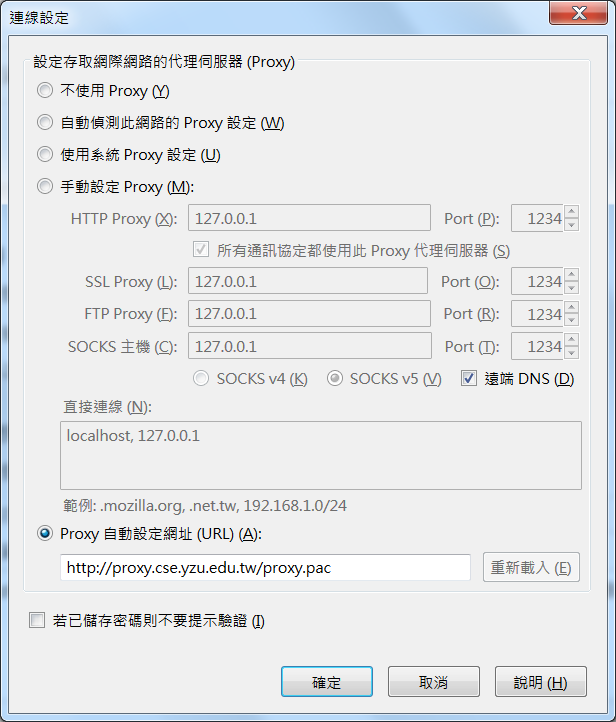 連線設定
設定存取網際網路的代理伺服器 (Proxy)
不使用 Proxy (Y)
自動偵測此網路的 Proxy 設定 (W)
使用系統 Proxy 設定 (U)
手動設定 Proxy (M):
HTTP Proxy (X): 127.0.0.1 Port (P): 1234
所有通訊協定都使用此 Proxy 代理伺服器 (S)
SSL Proxy (L): 127.0.0.1 Port (O): 1234
FTP Proxy (F): 127.0.0.1 Port (R): 1234
SOCKS 主機 (C): 127.0.0.1 Port (T): 1234
SOCKS v4 (K) SOCKS v5 (V) 遠端 DNS (D)
直接連線 (N):
localhost, 127.0.0.1
範例: .mozilla.org, .net.tw, 192.168.1.0/24
Proxy 自動設定網址 (URL) (A):
http://proxy.cse.yzu.edu.tw/proxy.pac 重新載入 (E)
若已儲存密碼則不要提示驗證 (I)
確定 取消 說明 (H)